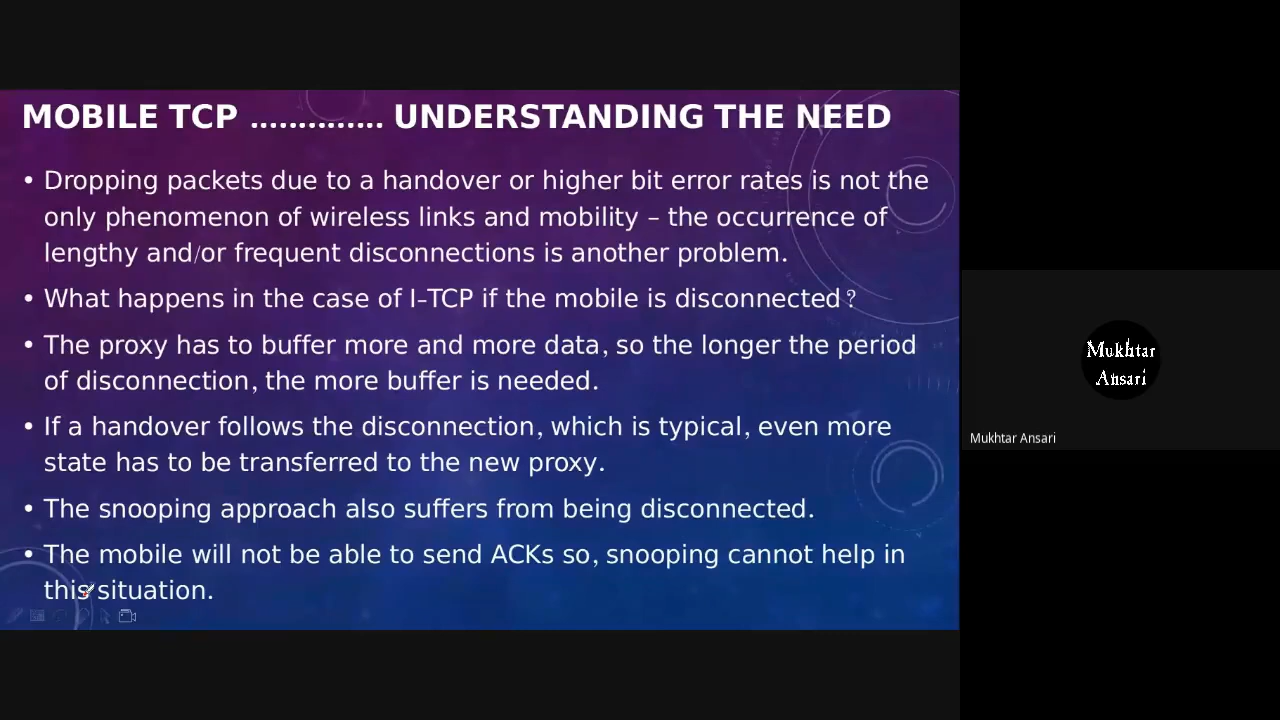 MOBILE TCP .............. UNDERSTANDING THE NEED
• Dropping packets due to a handover or higher bit error rates is not the
only phenomenon of wireless links and mobility – the occurrence of
lengthy and/or frequent disconnections is another problem.
• What happens in the case of I-TCP if the mobile is disconnected?
• The proxy has to buffer more and more data, so the longer the period
of disconnection, the more buffer is needed.
• If a handover follows the disconnection, which is typical, even more
state has to be transferred to the new proxy.
• The snooping approach also suffers from being disconnected.
• The mobile will not be able to send ACKs so, snooping cannot help in
this situation.
Mukhtar
Ansari
Mukhtar Ansari